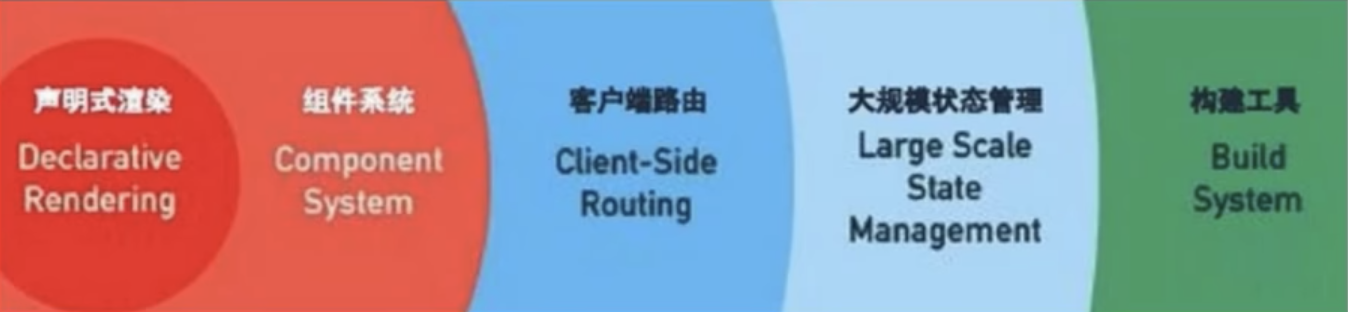 声明式渲染
Declarative
Rendering
组件系统
Component
System
客户端路由
Client-Side
Routing
大规模状态管理
Large Scale
State
Management
构建工具
Build
System